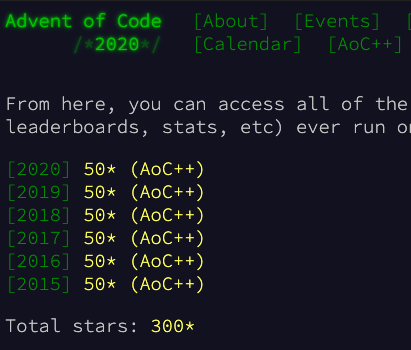 Advent of Code [About] [Events] [
/*2020*/ [Calendar] [AoC++]
From here, you can access all of the
leaderboards, stats, etc) ever run o
[2020] 50* (AoC++)
[2019] 50* (AoC++)
[2018] 50* (AoC++)
[2017] 50* (AoC++)
[2016] 50* (AoC++)
[2015] 50* (AoC++)
Total stars: 300*